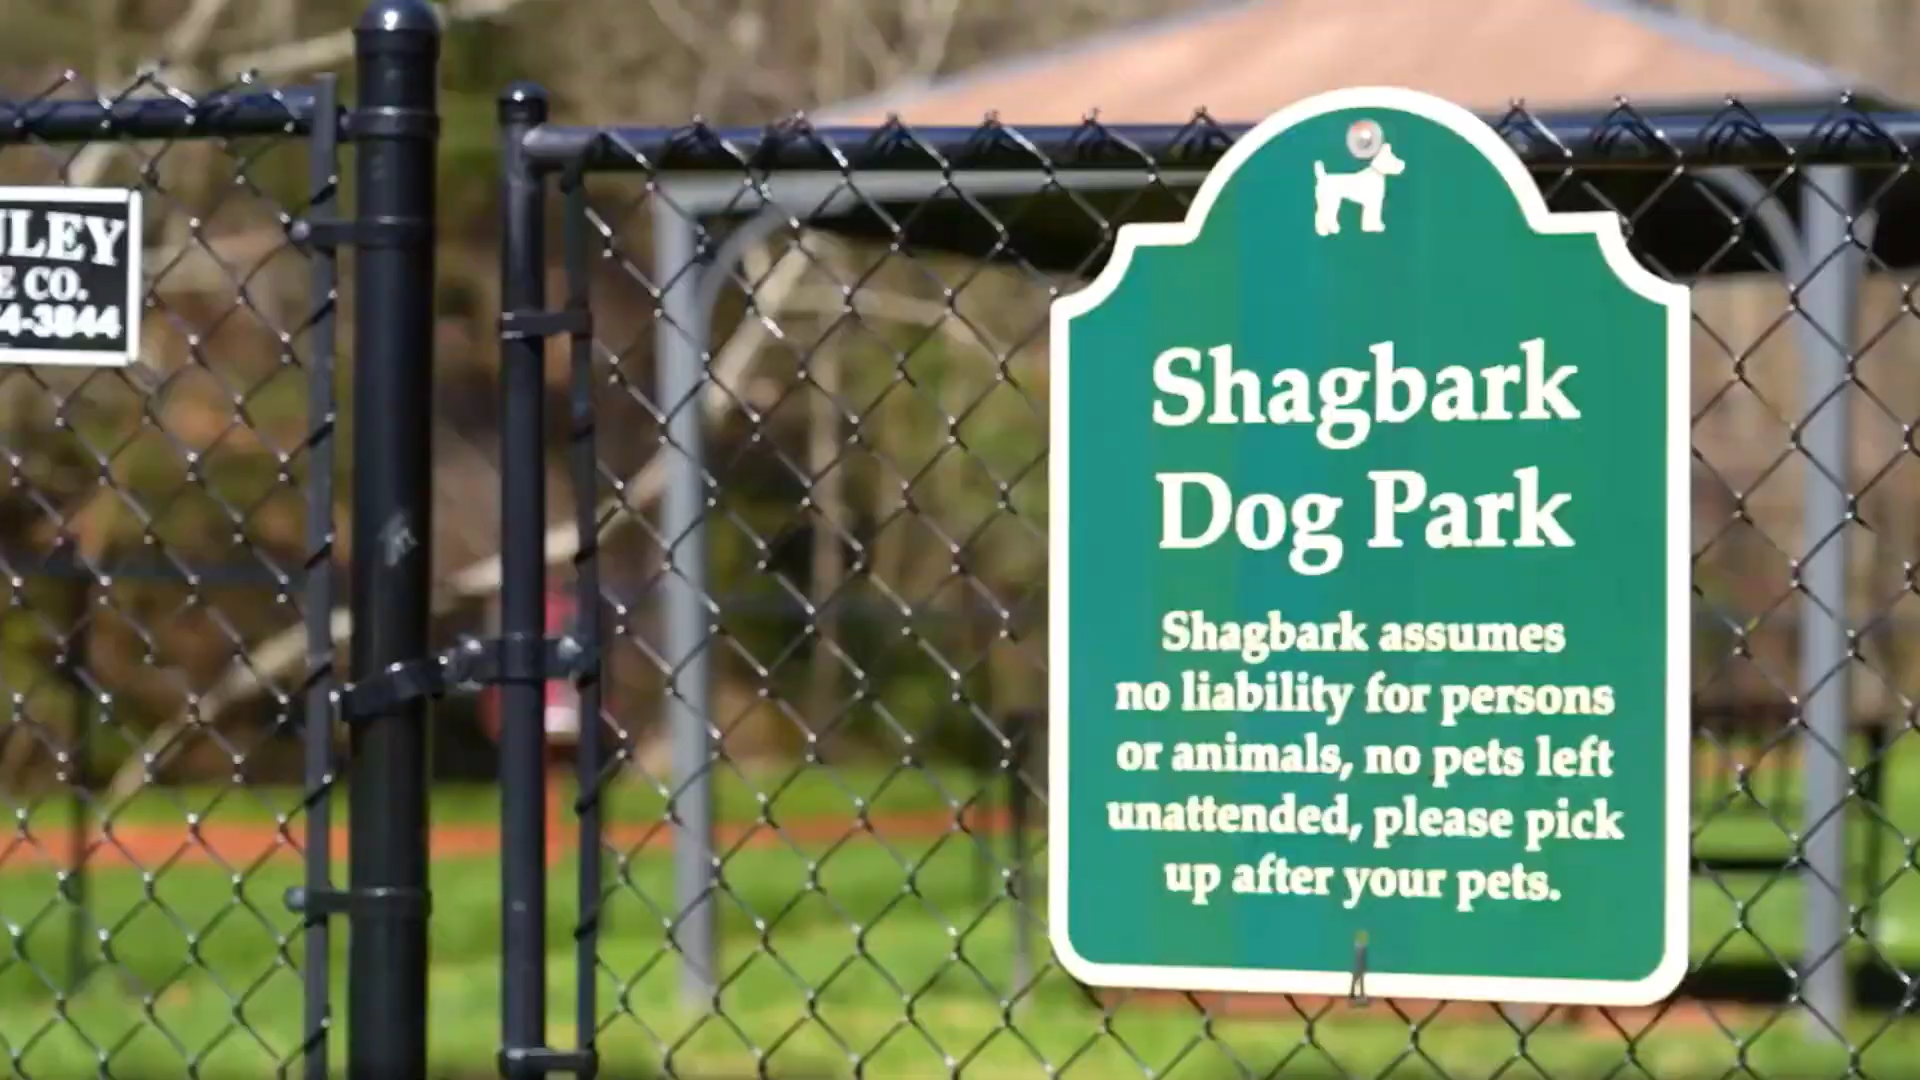 CO.
4-3844
Shagbark
Dog Park
Shagbark assumes
no liability for persons
or animals, no pets left
unattended, please pick
up after your pets.